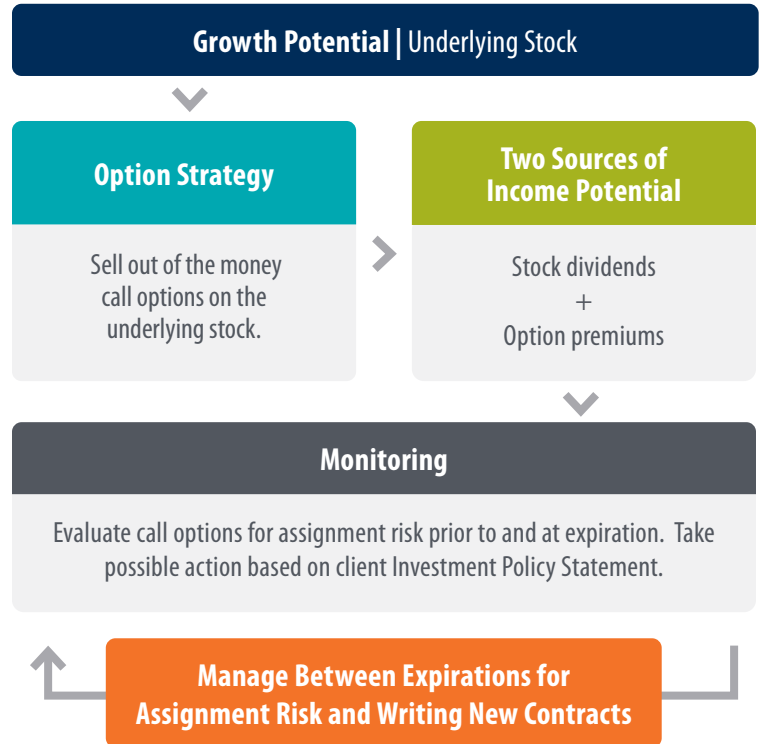 Growth Potential | Underlying Stock
Option Strategy
Sell out of the money
call options on the
underlying stock.
Two Sources of
Income Potential
Stock dividends
+
Option premiums
Monitoring
Evaluate call options for assignment risk prior to and at expiration.  Take
possible action based on client Investment Policy Statement.
Manage Between Expirations for
Assignment Risk and Writing New Contracts